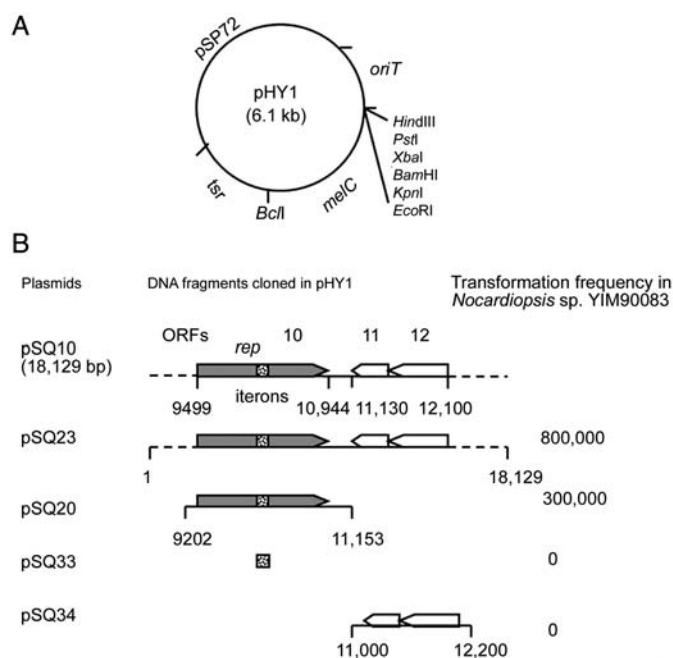 A
pSP72
oriT
pHY1
(6.1 kb)
HindIII
PstI
XbaI
BamHI
KpnI
EcoRI
tsr
BclI
melC
B
Plasmids
DNA fragments cloned in pHY1
Transformation frequency in
Nocardiopsis sp. YIM90083
ORFs 10 11 12
rep
pSQ10
(18,129 bp)
iterons
9499 10,944 11,130 12,100
pSQ23 800,000
1 18,129
pSQ20 300,000
9202 11,153
pSQ33 0
pSQ34 0
11,000 12,200